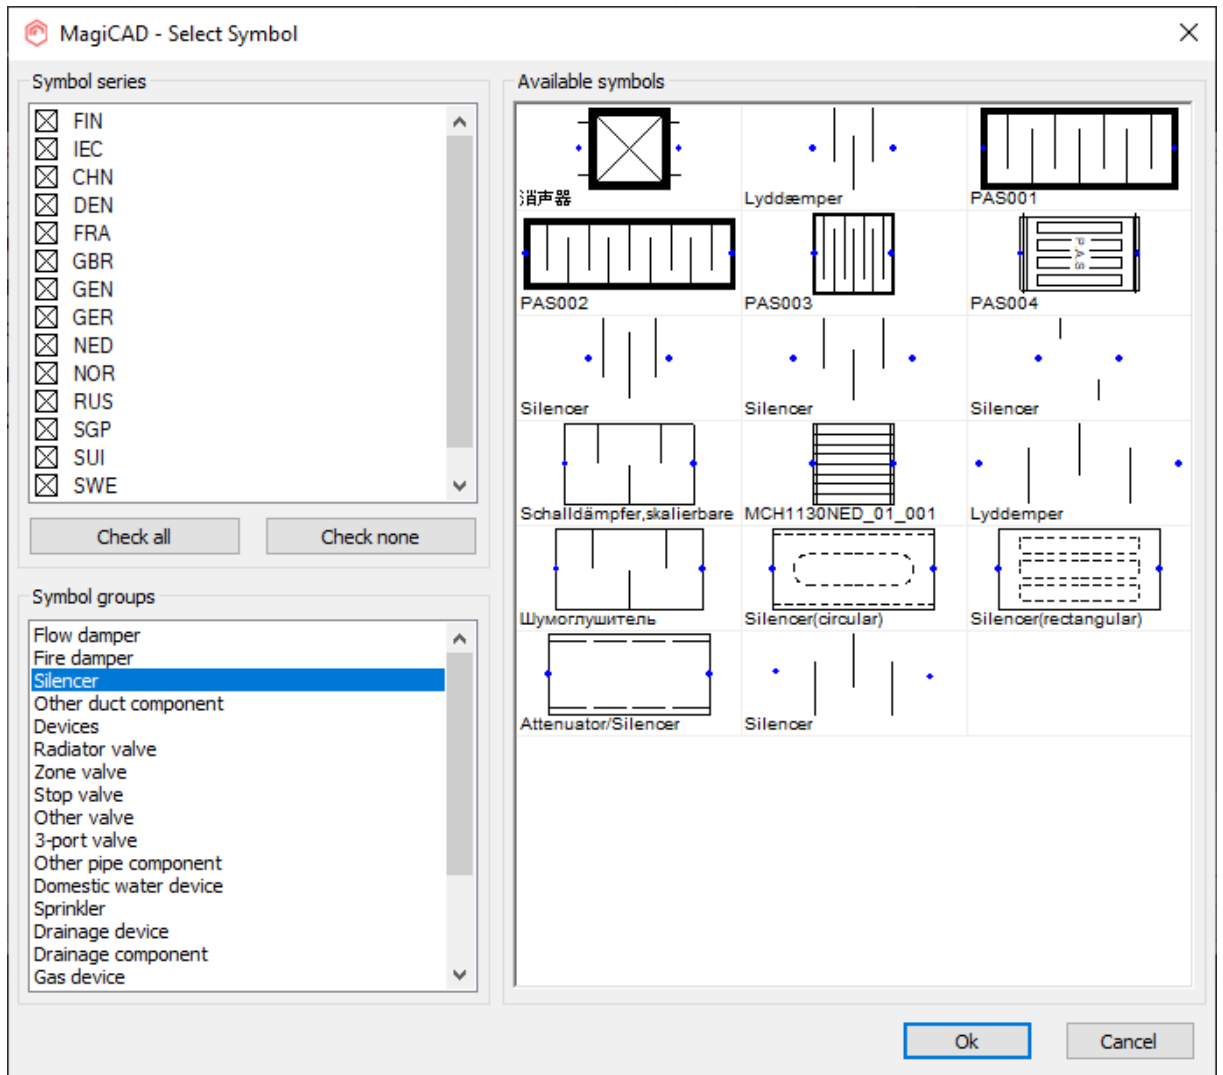 MagiCAD - Select Symbol
Symbol series
FIN
IEC
CHN
DEN
FRA
GBR
GEN
GER
NED
NOR
RUS
SGP
SUI
SWE
Check all
Check none
Symbol groups
Flow damper
Fire damper
Silencer
Other duct component
Devices
Radiator valve
Zone valve
Stop valve
Other valve
3-port valve
Other pipe component
Domestic water device
Sprinkler
Drainage device
Drainage component
Gas device
Available symbols
消声器
Lyddæmper
PAS001
PAS002
PAS003
PAS
PAS004
Silencer
Silencer
Silencer
Schalldämpfer,skalierbare
MCH1130NED_01_001
Lyddemper
Шумоглушитель
Silencer(circular)
Silencer(rectangular)
Attenuator/Silencer
Silencer
Ok
Cancel